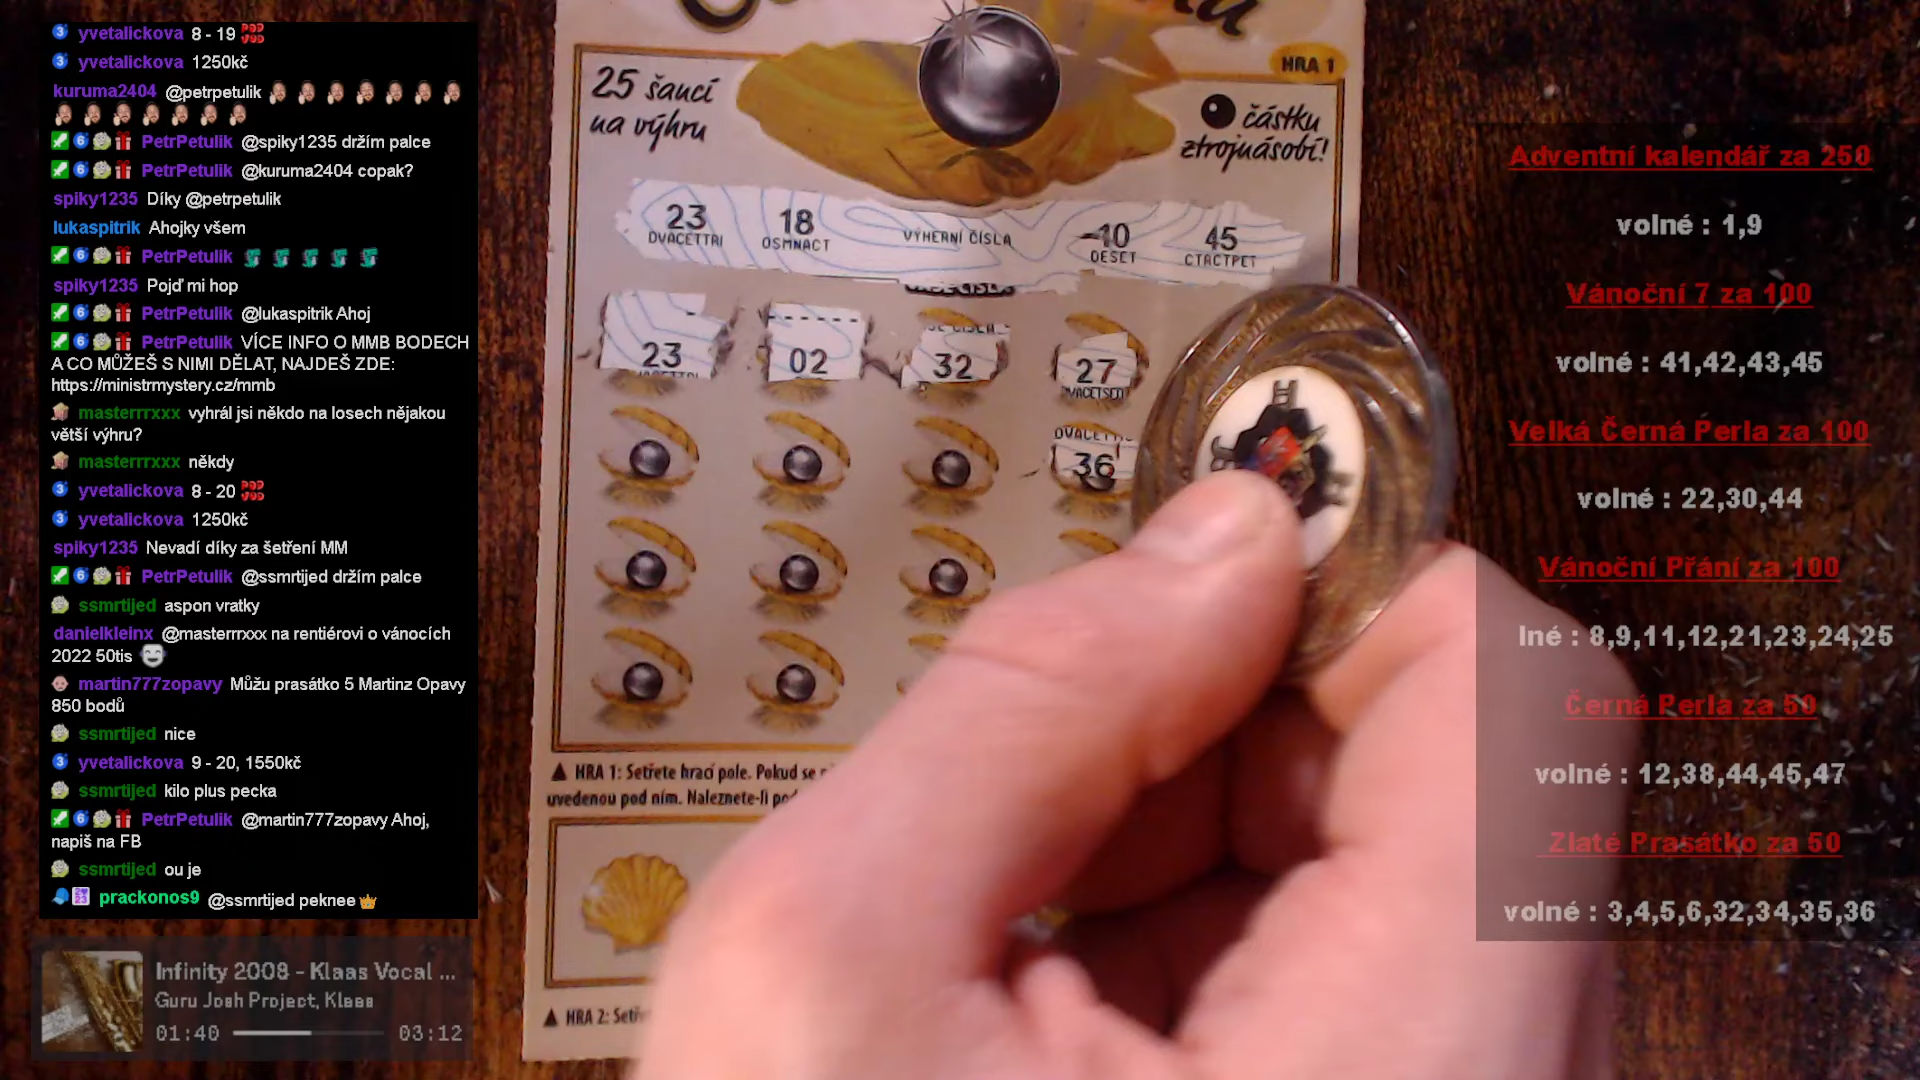 yvetalickova 8 - 19
yvetalickova 1250kč
kuruma2404 @petrpetulik
PetrPetulik @spiky1235 držím palce
PetrPetulik @kuruma2404 copak?
spiky1235 Díky @petrpetulik
lukaspitrik Ahojky všem
PetrPetulik
spiky1235 Pojď mi hop
PetrPetulik @lukaspitrik Ahoj
PetrPetulik VÍCE INFO O MMB BODECH
A CO MŮŽEŠ S NIMI DĚLAT, NAJDEŠ ZDE:
https://ministrmystery.cz/mmb
masterrrxxx vyhrál jsi někdo na losech nějakou
větší výhru?
masterrrxxx někdy
yvetalickova 8 - 20
yvetalickova 1250kč
spiky1235 Nevadí díky za šetření MM
PetrPetulik @ssmrtijed držím palce
ssmrtijed aspon vratky
danielkleinx @masterrrxxx na rentiérovi o vánocích
2022 50tis
martin777zopavy Můžu prasátko 5 Martinz Opavy
850 bodů
ssmrtijed nice
yvetalickova 9 - 20, 1550kč
ssmrtijed kilo plus pecka
PetrPetulik @martin777zopavy Ahoj,
napiš na FB
ssmrtijed ou je
prackonos9 @ssmrtijed peknee
Infinity 2008 - Klaas Vocal ...
Guru Josh Project, Klaas
01:40 03:12
HRA 1
25 šancí
na výhru
částku
ztrojnásobí!
23 18 VÝHERNÍ ČÍSLA 10 45
DVACETTRI OSMNACT DESET CTRCTPET
23 02 32 27
36
HRA 1: Setřete hrací pole. Pokud se
uvedenou pod ním. Naleznete-li
HRA 2:
Adventní kalendář za 250
volné : 1,9
Vánoční 7 za 100
volné : 41,42,43,45
Velká Černá Perla za 100
volné : 22,30,44
Vánoční Přání za 100
lné : 8,9,11,12,21,23,24,25
Černá Perla za 50
volné : 12,38,44,45,47
Zlaté Prasátko za 50
volné : 3,4,5,6,32,34,35,36